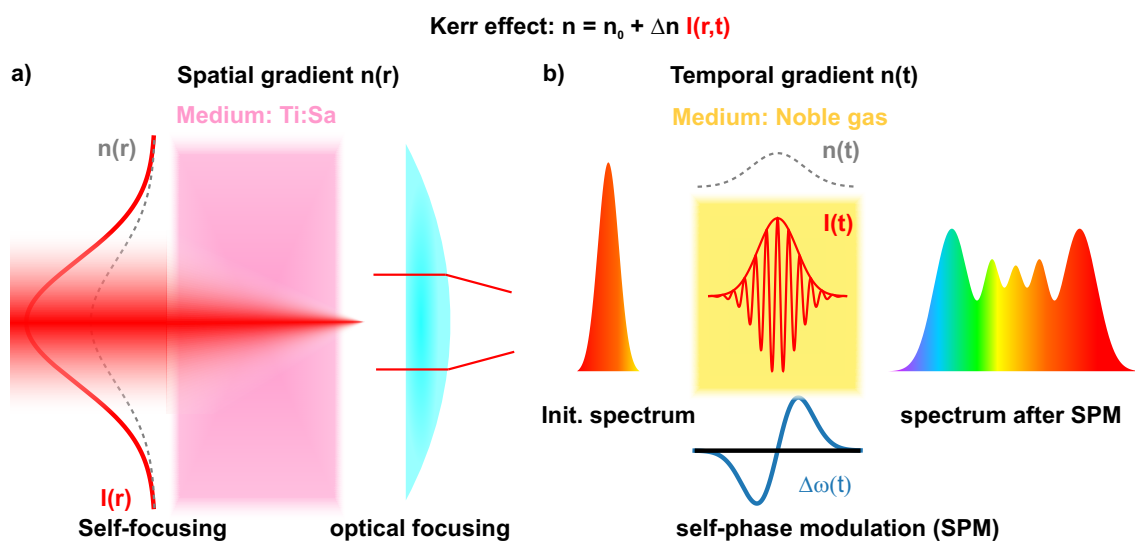 Kerr effect: n = n₀ + Δn I(r,t)
a)
Spatial gradient n(r)
Medium: Ti:Sa
n(r)
I(r)
Self-focusing
optical focusing
b)
Temporal gradient n(t)
Medium: Noble gas
n(t)
I(t)
Init. spectrum
spectrum after SPM
Δω(t)
self-phase modulation (SPM)